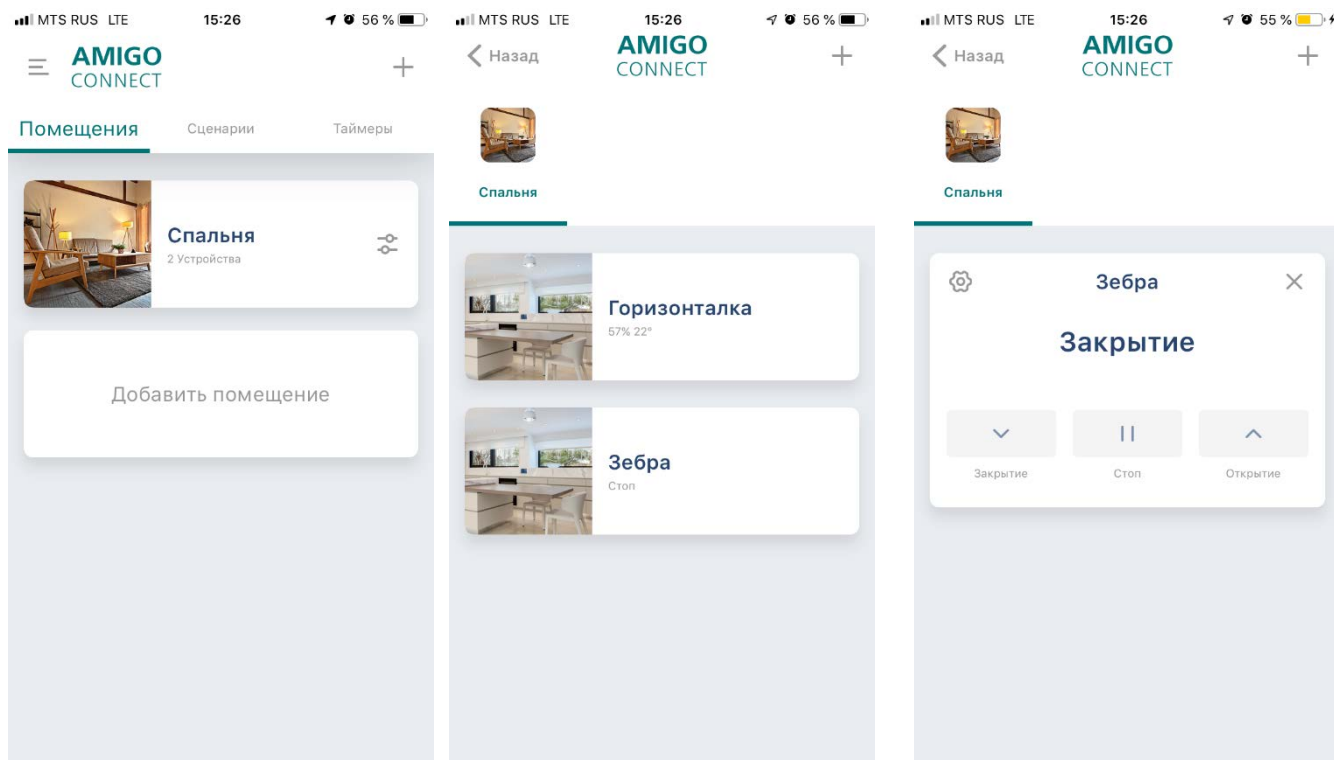 MTS RUS LTE 15:26 56 %
AMIGO
CONNECT
Помещения Сценарии Таймеры
Спальня
2 Устройства
Добавить помещение
MTS RUS LTE 15:26 56 %
Назад
AMIGO
CONNECT
Спальня
Горизонталка
57% 22°
Зебра
Стоп
MTS RUS LTE 15:26 55 %
Назад
AMIGO
CONNECT
Спальня
Зебра
Закрытие
Закрытие Стоп Открытие